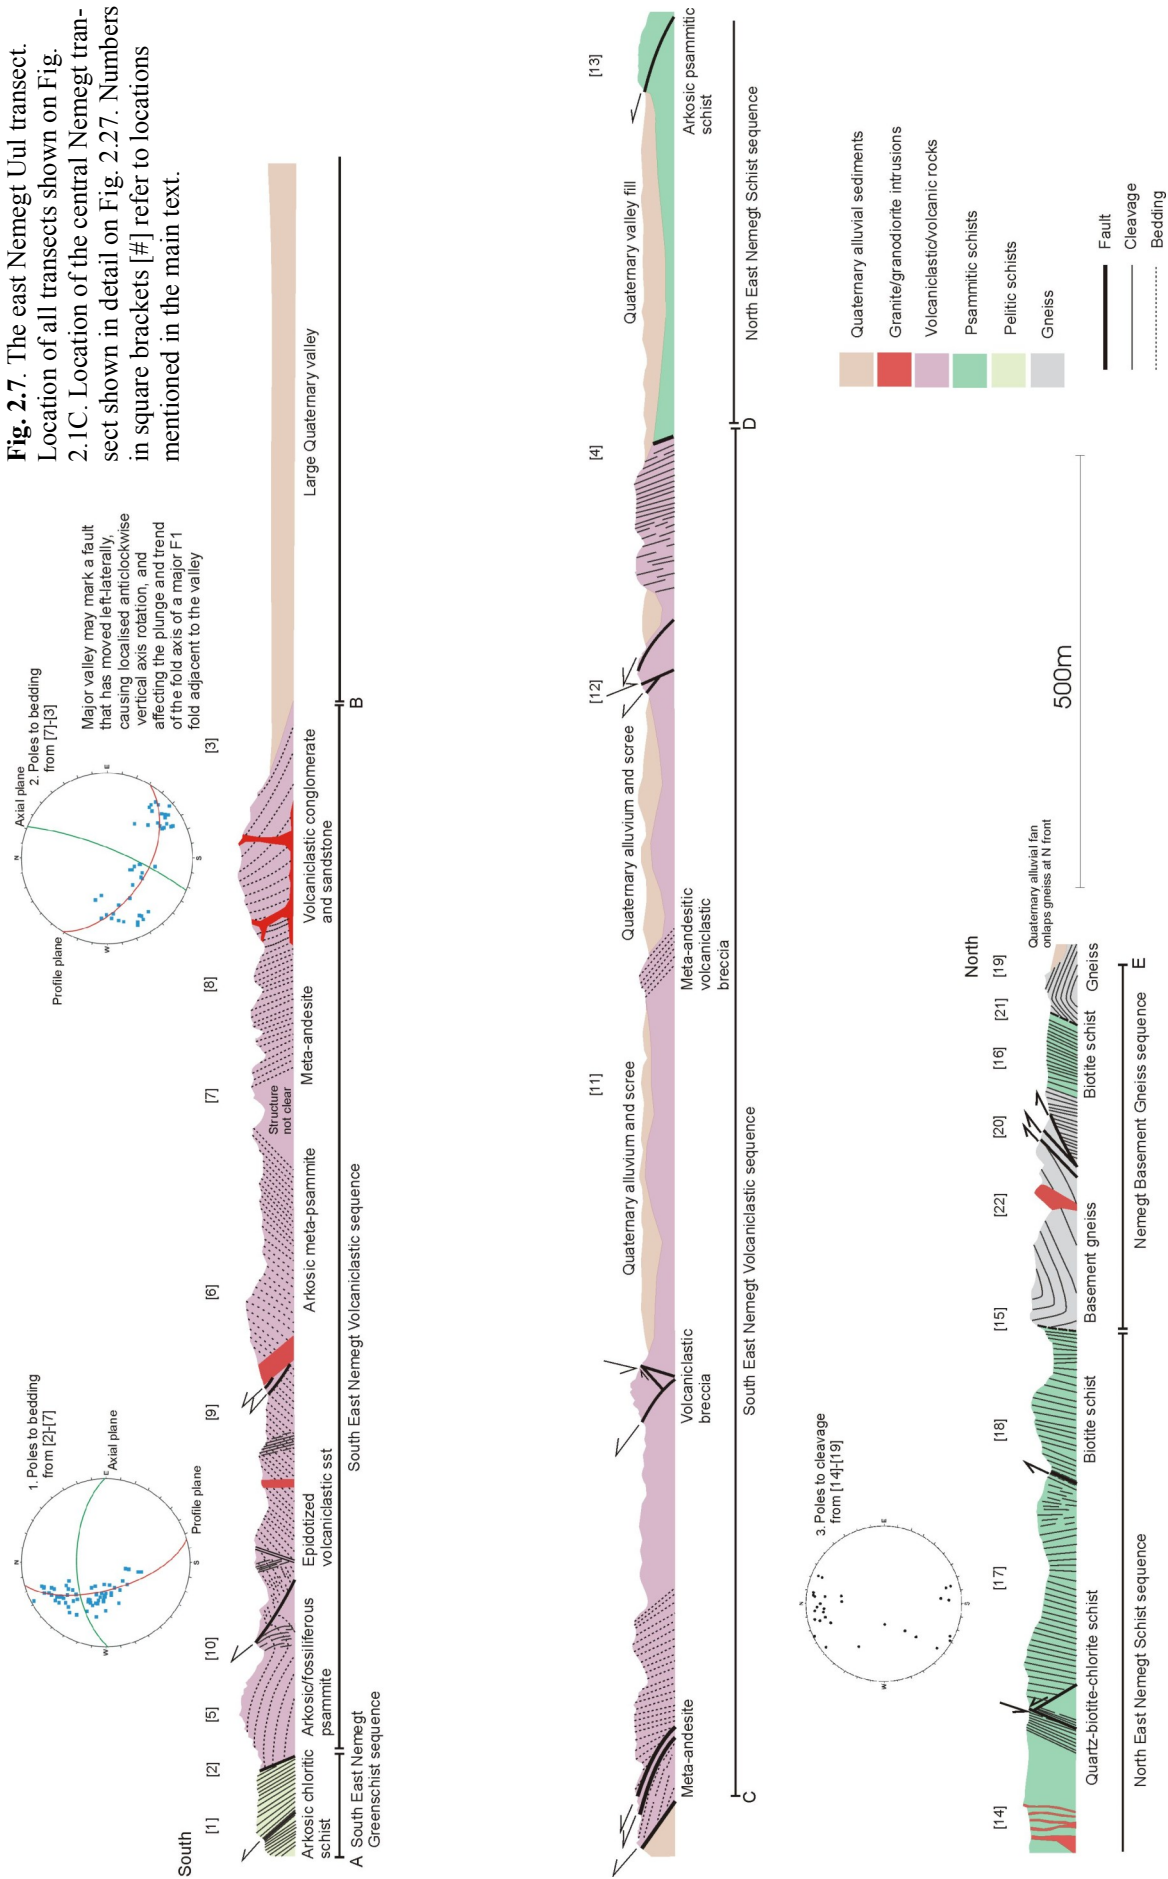 Fig. 2.7. The east Nemegt Uul transect.
Location of all transects shown on Fig.
2.1C. Location of the central Nemegt tran-
sect shown in detail on Fig. 2.27. Numbers
in square brackets [#] refer to locations
mentioned in the main text.
1. Poles to bedding
from [2]-[7]
N
E
S
W
Axial plane
Profile plane
2. Poles to bedding
from [7]-[3]
N
E
S
W
Axial plane
Profile plane
Major valley may mark a fault
that has moved left-laterally,
causing localised anticlockwise
vertical axis rotation, and
affecting the plunge and trend
of the fold axis of a major F1
fold adjacent to the valley
South
[1]
[2]
[5]
[10]
[9]
[6]
[7]
[8]
[3]
Structure
not clear
Arkosic chloritic
schist
Arkosic/fossiliferous
psammite
Epidotized
volcaniclastic sst
Arkosic meta-psammite
Meta-andesite
Volcaniclastic conglomerate
and sandstone
Large Quaternary valley
A
South East Nemegt
Greenschist sequence
South East Nemegt Volcaniclastic sequence
B
[11]
[12]
[4]
[13]
Quaternary alluvium and scree
Quaternary alluvium and scree
Quaternary valley fill
Meta-andesite
Volcaniclastic
breccia
Meta-andesitic
volcaniclastic
breccia
Arkosic psammitic
schist
C
South East Nemegt Volcaniclastic sequence
D
North East Nemegt Schist sequence
3. Poles to cleavage
from [14]-[19]
N
E
S
W
North
[14]
[17]
[18]
[15]
[22]
[20]
[16]
[21]
[19]
Quaternary alluvial fan
onlaps gneiss at N front
Quartz-biotite-chlorite schist
Biotite schist
Basement gneiss
Biotite schist
Gneiss
North East Nemegt Schist sequence
Nemegt Basement Gneiss sequence
E
500m
Quaternary alluvial sediments
Granite/granodiorite intrusions
Volcaniclastic/volcanic rocks
Psammitic schists
Pelitic schists
Gneiss
Fault
Cleavage
Bedding